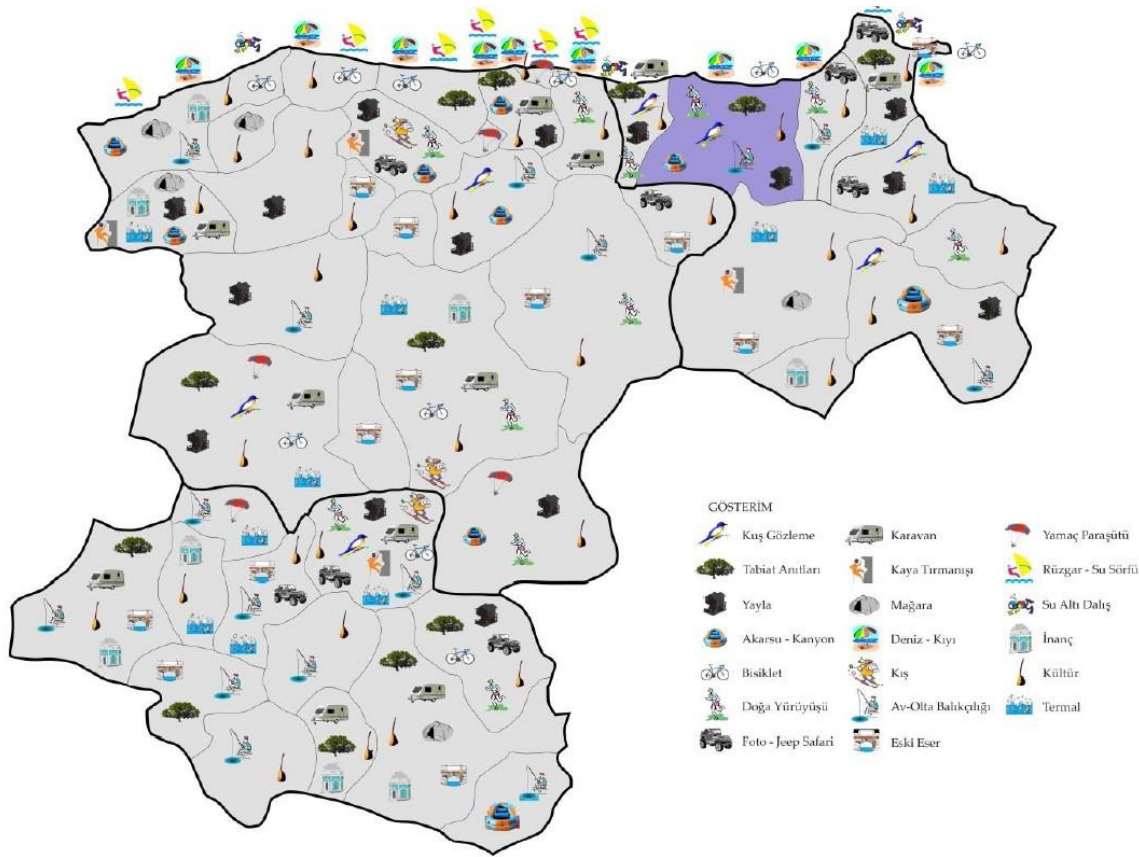 GÖSTERİM
Kuş Gözleme
Tabiat Anıtları
Yayla
Akarsu - Kanyon
Bisiklet
Doğa Yürüyüşü
Foto - Jeep Safari
Karavan
Kaya Tırmanışı
Mağara
Deniz - Kıyı
Kış
Av-Olta Balıkçılığı
Eski Eser
Yamaç Paraşütü
Rüzgar - Su Sörfü
Su Altı Dalış
İnanç
Kültür
Termal